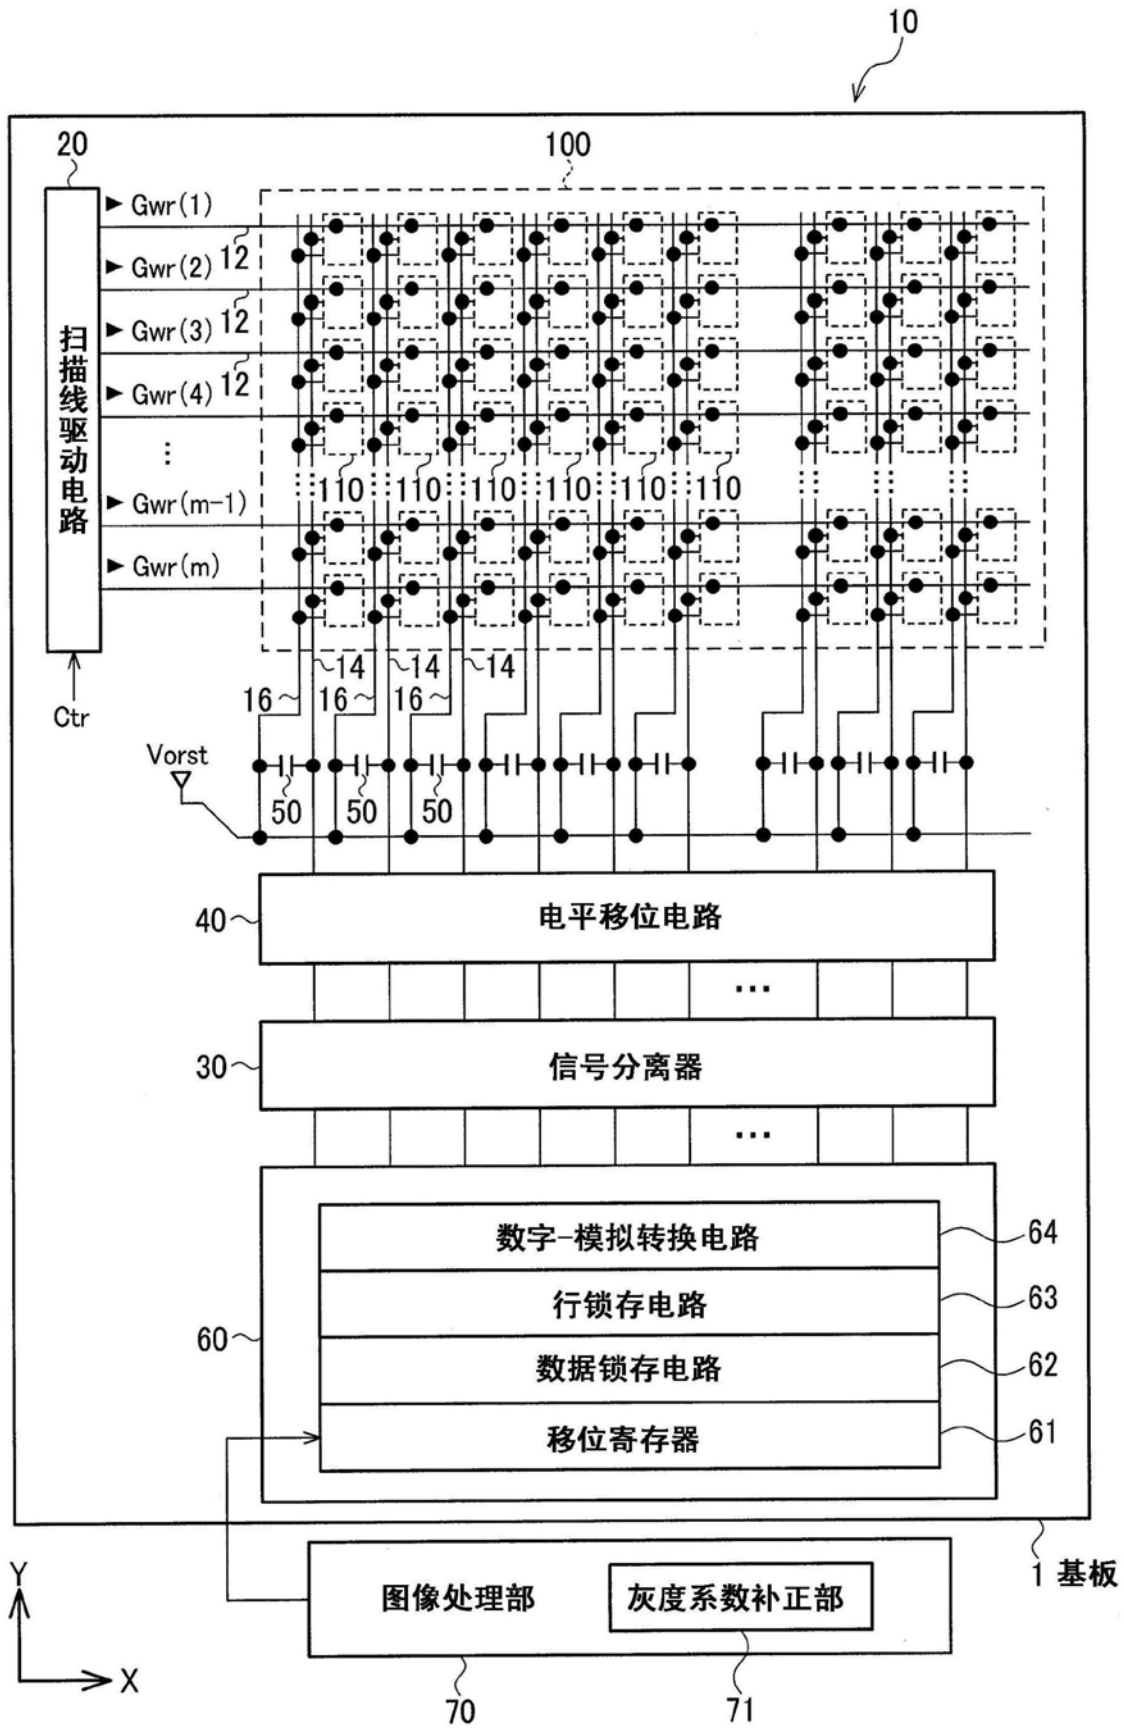 10
20
100
Gwr(1)
12
Gwr(2)
12
Gwr(3)
12
Gwr(4)
⋮
Gwr(m-1)
Gwr(m)
扫描线驱动电路
110 110 110 110 110 110
14 14 14
16 16 16
Ctr
Vorst
50 50 50
40 电平移位电路
...
30 信号分离器
...
数字-模拟转换电路 64
行锁存电路 63
60
数据锁存电路 62
移位寄存器 61
1 基板
Y
图像处理部 灰度系数补正部
X
70 71